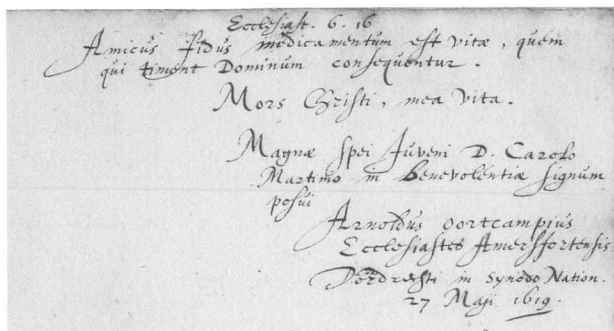 Ecclesiast. 6. 16
Amicus fidus medicamentum est vitæ, quem
qui timent Dominum consequentur.
Mors Christi, mea vita.
Magnæ spei Juveni D. Carolo
Martino in benevolentiæ signum
posui
Arnoldus oortcampius
Ecclesiastes Amersfortensis
Dordrechti in Synodo Nation.
27 Maji 1619.